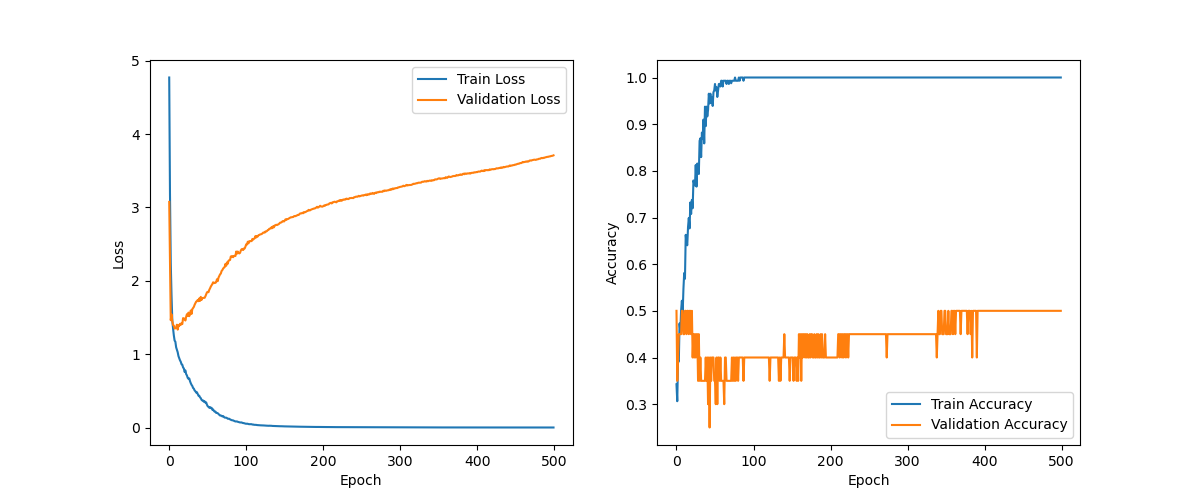 5
4
3
2
1
0
Loss
0 100 200 300 400 500
Epoch
Train Loss
Validation Loss
1.0
0.9
0.8
0.7
0.6
0.5
0.4
0.3
Accuracy
0 100 200 300 400 500
Epoch
Train Accuracy
Validation Accuracy